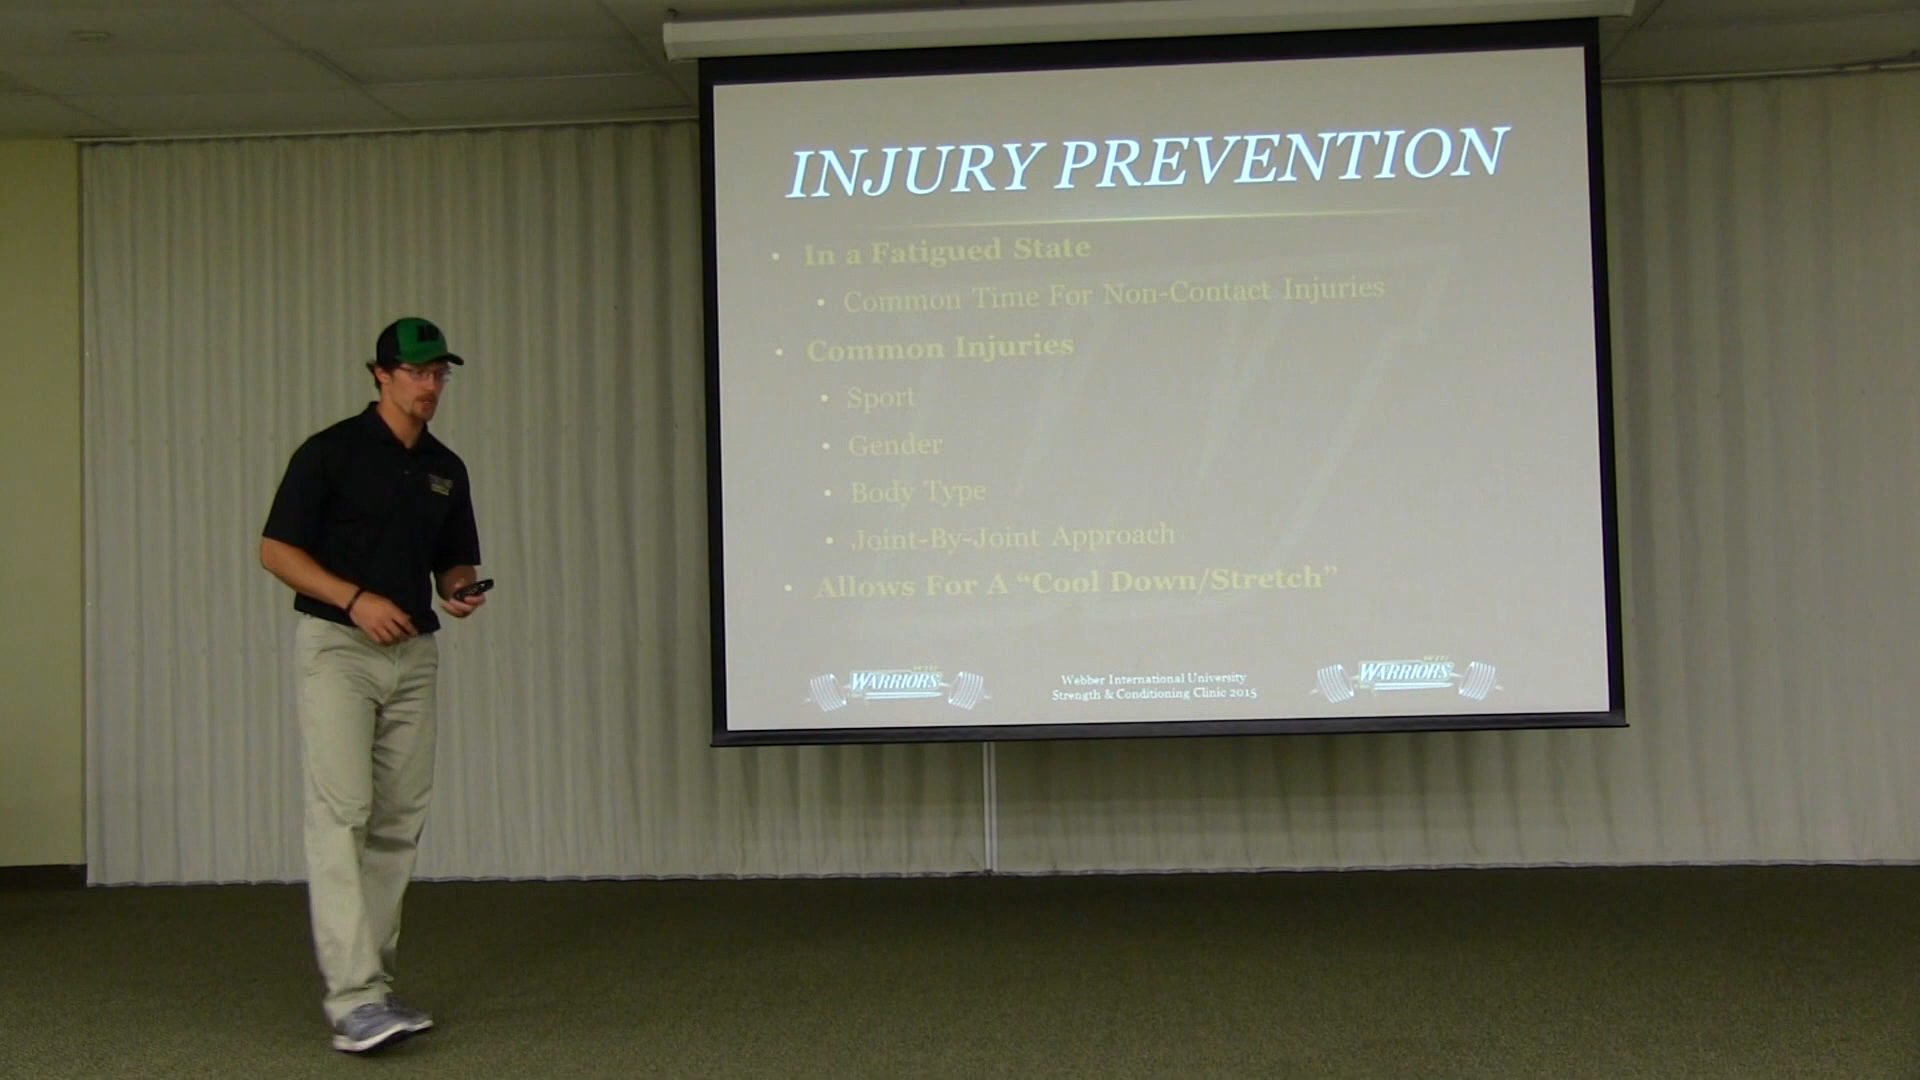 INJURY PREVENTION
• In a Fatigued State
• Common Time For Non-Contact Injuries
• Common Injuries
• Sport
• Gender
• Body Type
• Joint-By-Joint Approach
• Allows For A “Cool Down/Stretch”
WARRIORS
Webber International University
Strength & Conditioning Clinic 2015
WARRIORS